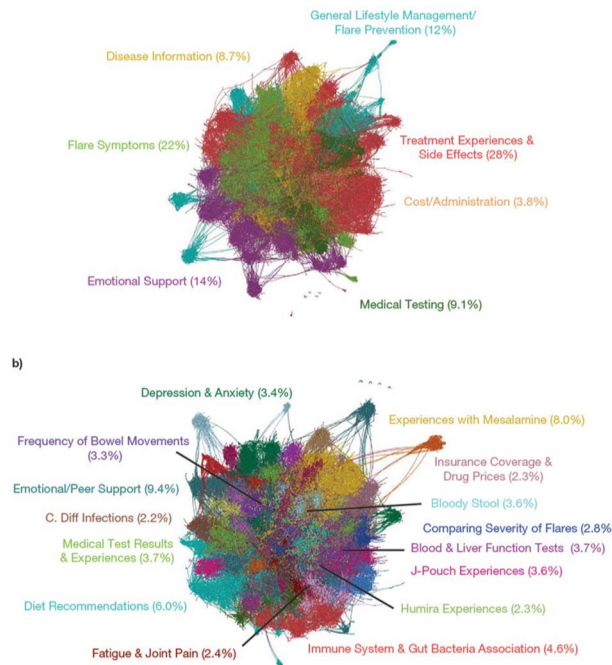 General Lifestyle Management/
Flare Prevention (12%)
Disease Information (8.7%)
Flare Symptoms (22%)
Treatment Experiences &
Side Effects (28%)
Cost/Administration (3.8%)
Emotional Support (14%)
Medical Testing (9.1%)
b)
Depression & Anxiety (3.4%)
Experiences with Mesalamine (8.0%)
Frequency of Bowel Movements
(3.3%)
Insurance Coverage &
Drug Prices (2.3%)
Emotional/Peer Support (9.4%)
Bloody Stool (3.6%)
C. Diff Infections (2.2%)
Comparing Severity of Flares (2.8%
Medical Test Results
& Experiences (3.7%)
Blood & Liver Function Tests (3.7%)
J-Pouch Experiences (3.6%)
Diet Recommendations (6.0%)
Humira Experiences (2.3%)
Fatigue & Joint Pain (2.4%)
Immune System & Gut Bacteria Association (4.6%)